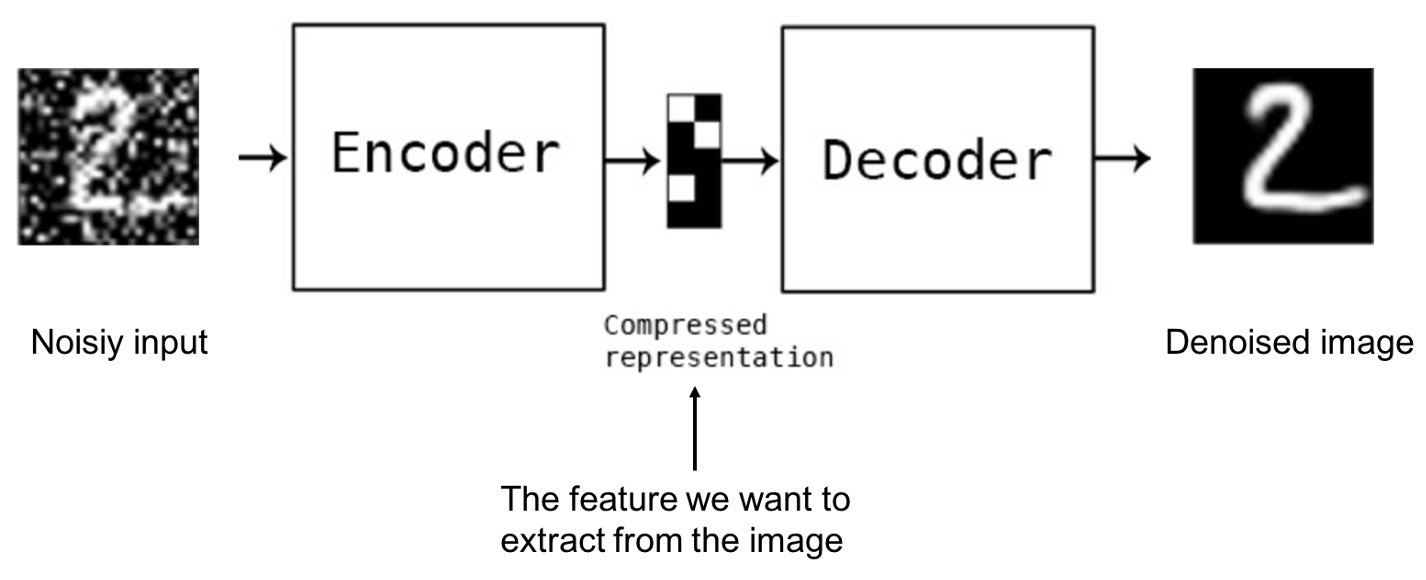 Encoder
Decoder
Noisiy input
Compressed
representation
Denoised image
The feature we want to
extract from the image